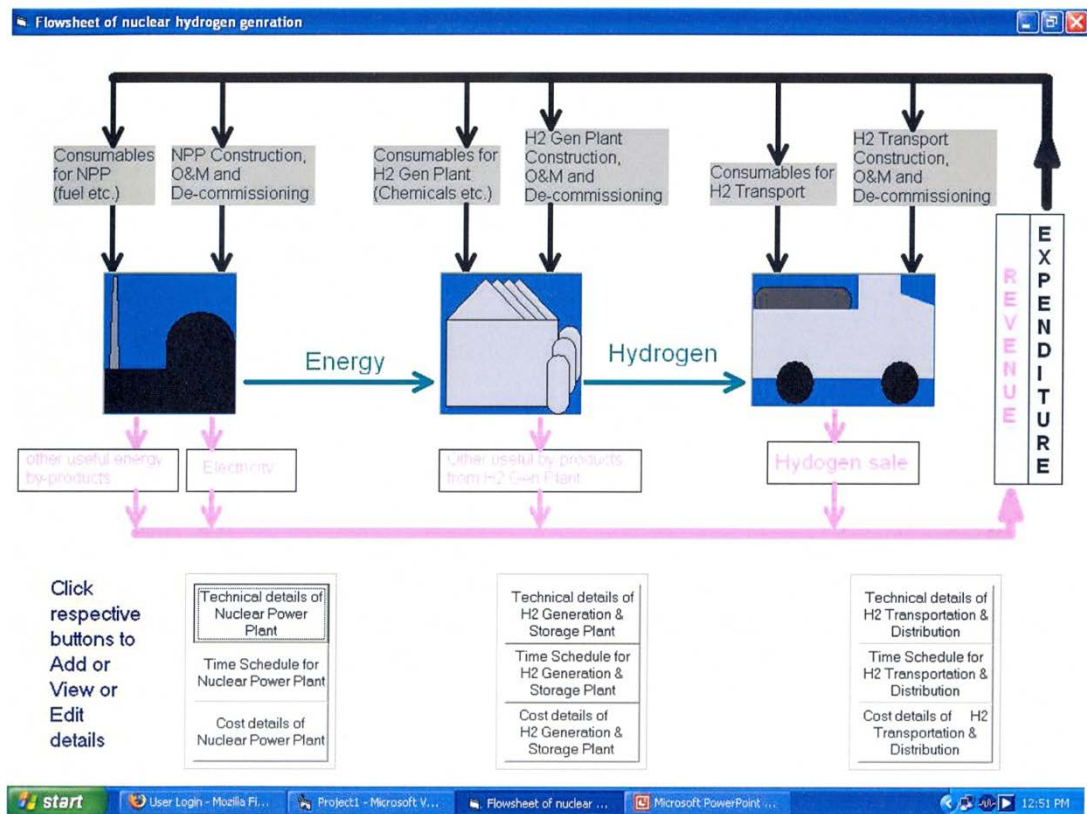 Flowsheet of nuclear hydrogen genration
Consumables
for NPP
(fuel etc.)
NPP Construction,
O&M and
De-commissioning
Consumables for
H2 Gen Plant
(Chemicals etc.)
H2 Gen Plant
Construction,
O&M and
De-commissioning
Consumables for
H2 Transport
H2 Transport
Construction,
O&M and
De-commissioning
REVENUE
EXPENDITURE
Energy
Hydrogen
other useful energy
by-products
Electricity
Other useful by-products
from H2 Gen Plant
Hydogen sale
Click
respective
buttons to
Add or
View or
Edit
details
Technical details of
Nuclear Power
Plant
Time Schedule for
Nuclear Power Plant
Cost details of
Nuclear Power Plant
Technical details of
H2 Generation &
Storage Plant
Time Schedule for
H2 Generation &
Storage Plant
Cost details of
H2 Generation &
Storage Plant
Technical details of
H2 Transportation &
Distribution
Time Schedule for
H2 Transportation &
Distribution
Cost details of H2
Transportation &
Distribution
start
User Login - Mozilla Fi...
Project1 - Microsoft V...
Flowsheet of nuclear ...
Microsoft PowerPoint ...
12:51 PM